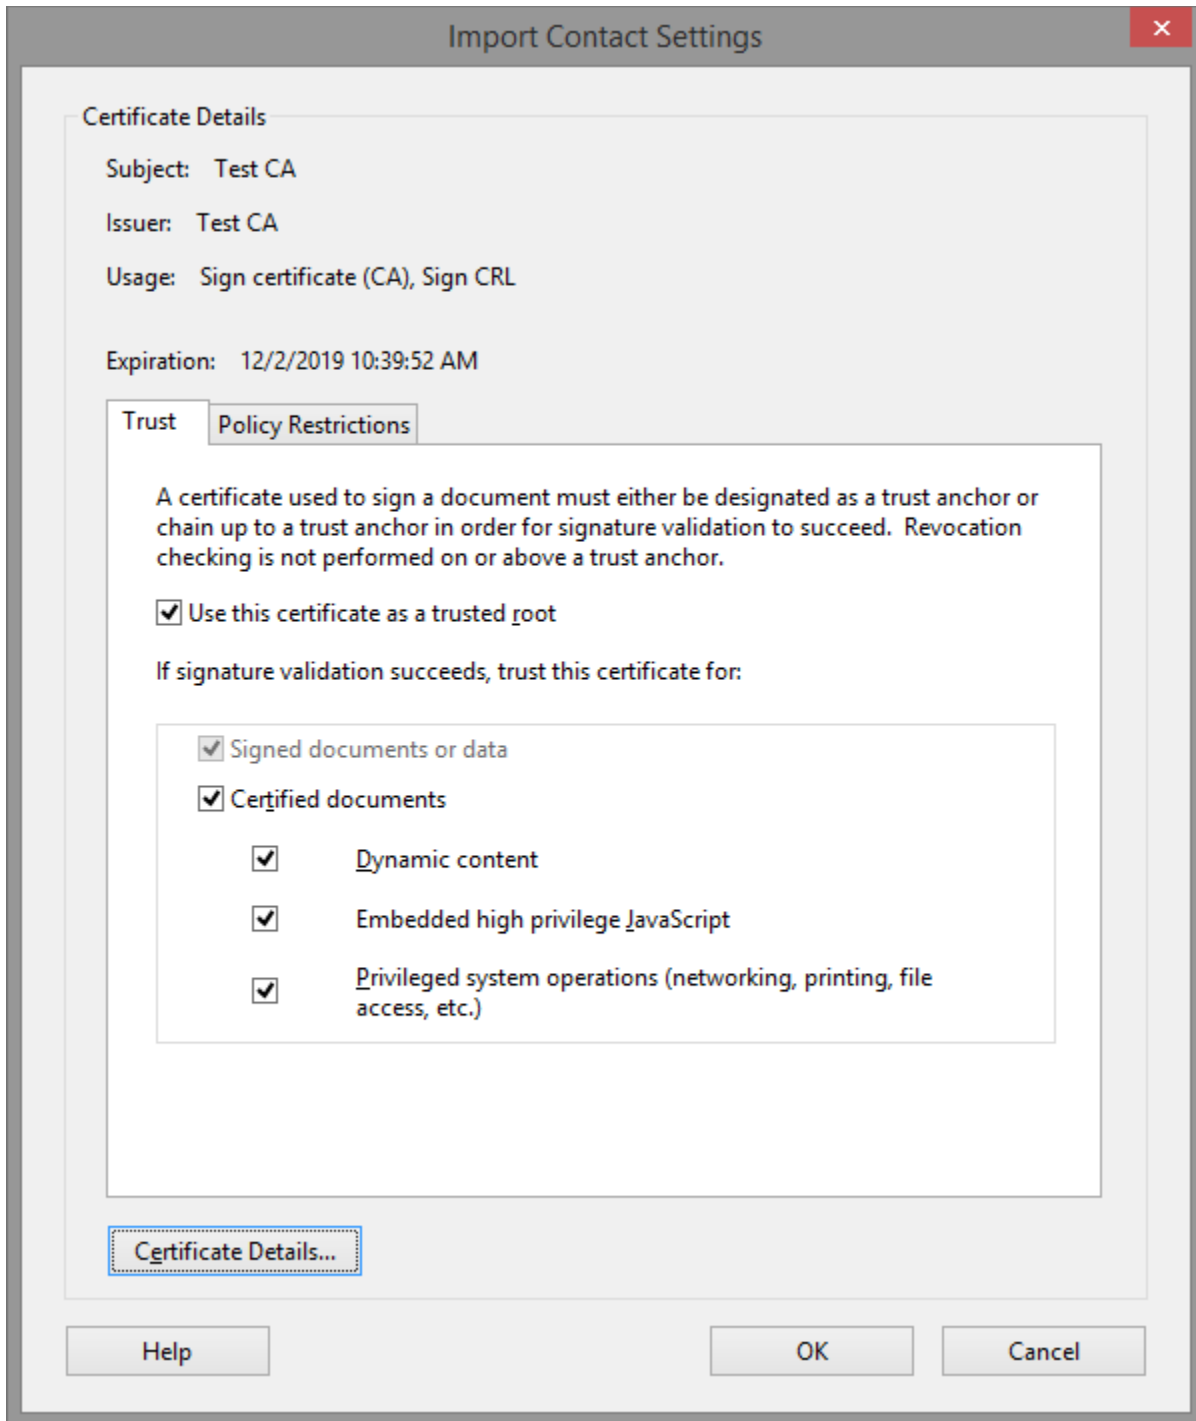 Import Contact Settings
Certificate Details
Subject: Test CA
Issuer: Test CA
Usage: Sign certificate (CA), Sign CRL
Expiration: 12/2/2019 10:39:52 AM
Trust Policy Restrictions
A certificate used to sign a document must either be designated as a trust anchor or
chain up to a trust anchor in order for signature validation to succeed. Revocation
checking is not performed on or above a trust anchor.
Use this certificate as a trusted root
If signature validation succeeds, trust this certificate for:
Signed documents or data
Certified documents
Dynamic content
Embedded high privilege JavaScript
Privileged system operations (networking, printing, file
access, etc.)
Certificate Details...
Help OK Cancel